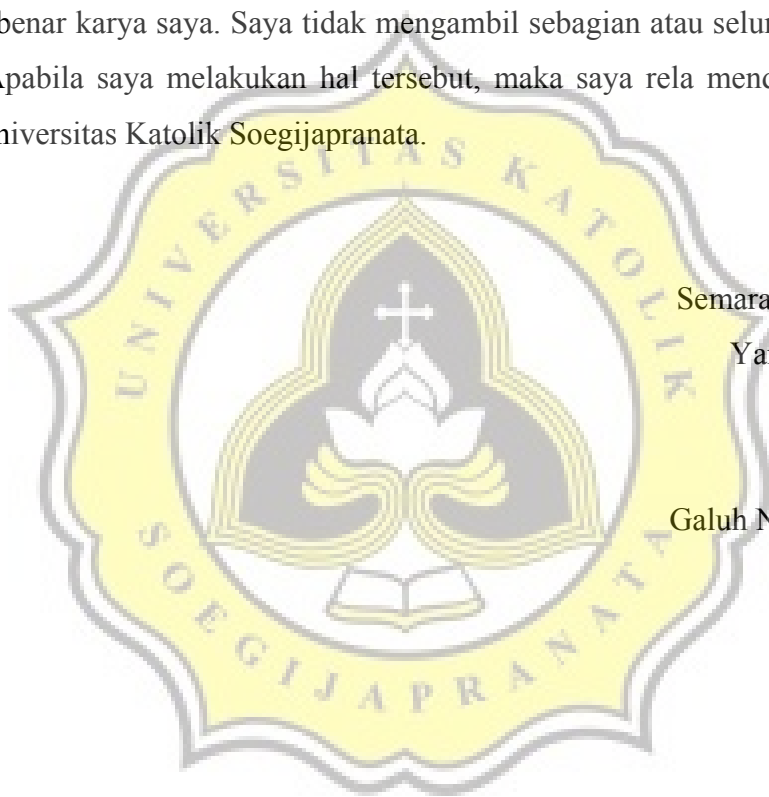 benar karya saya. Saya tidak mengambil sebagian atau selur
Apabila saya melakukan hal tersebut, maka saya rela menc
niversitas Katolik Soegijapranata.
UNIVERSITAS KATOLIK
Semara
Ya
Galuh N
SOEGIJAPRANATA